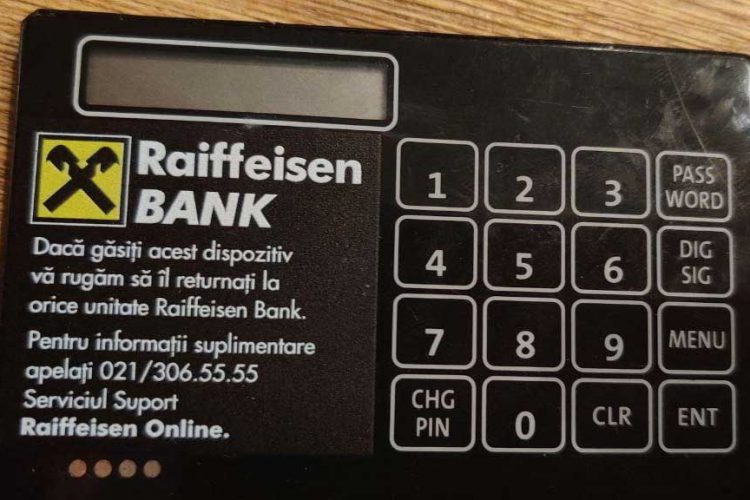 Raiffeisen
BANK
Dacă găsiți acest dispozitiv
vă rugăm să îl returnați la
orice unitate Raiffeisen Bank.
Pentru informații suplimentare
apelați 021/306.55.55
Serviciul Suport
Raiffeisen Online.
1 2 3 PASS WORD
4 5 6 DIG SIG
7 8 9 MENU
CHG PIN 0 CLR ENT